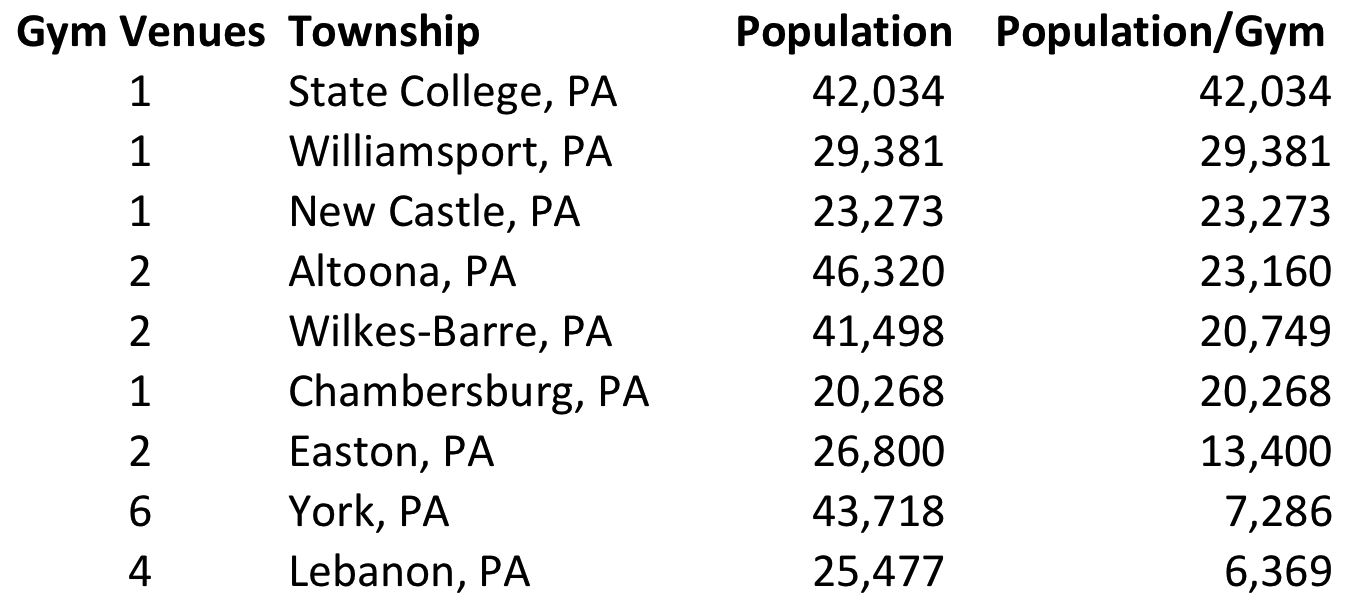 Gym Venues Township Population Population/Gym
1 State College, PA 42,034 42,034
1 Williamsport, PA 29,381 29,381
1 New Castle, PA 23,273 23,273
2 Altoona, PA 46,320 23,160
2 Wilkes-Barre, PA 41,498 20,749
1 Chambersburg, PA 20,268 20,268
2 Easton, PA 26,800 13,400
6 York, PA 43,718 7,286
4 Lebanon, PA 25,477 6,369